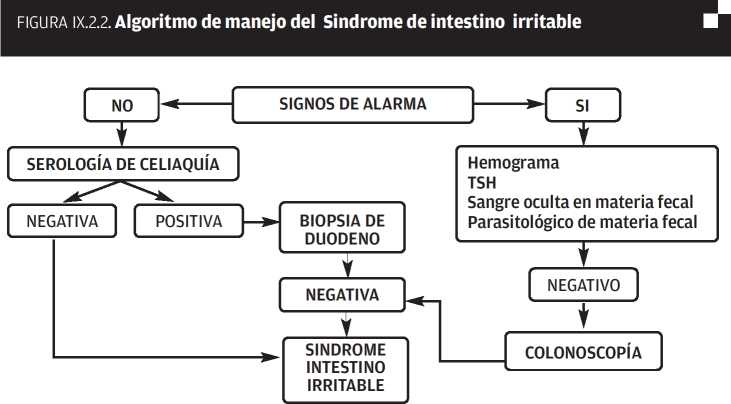 FIGURA IX.2.2. Algoritmo de manejo del Sindrome de intestino irritable
NO
SIGNOS DE ALARMA
SI
SEROLOGÍA DE CELIAQUÍA
Hemograma
TSH
Sangre oculta en materia fecal
Parasitológico de materia fecal
NEGATIVA
POSITIVA
BIOPSIA DE
DUODENO
NEGATIVA
NEGATIVO
COLONOSCOPÍA
SINDROME
INTESTINO
IRRITABLE